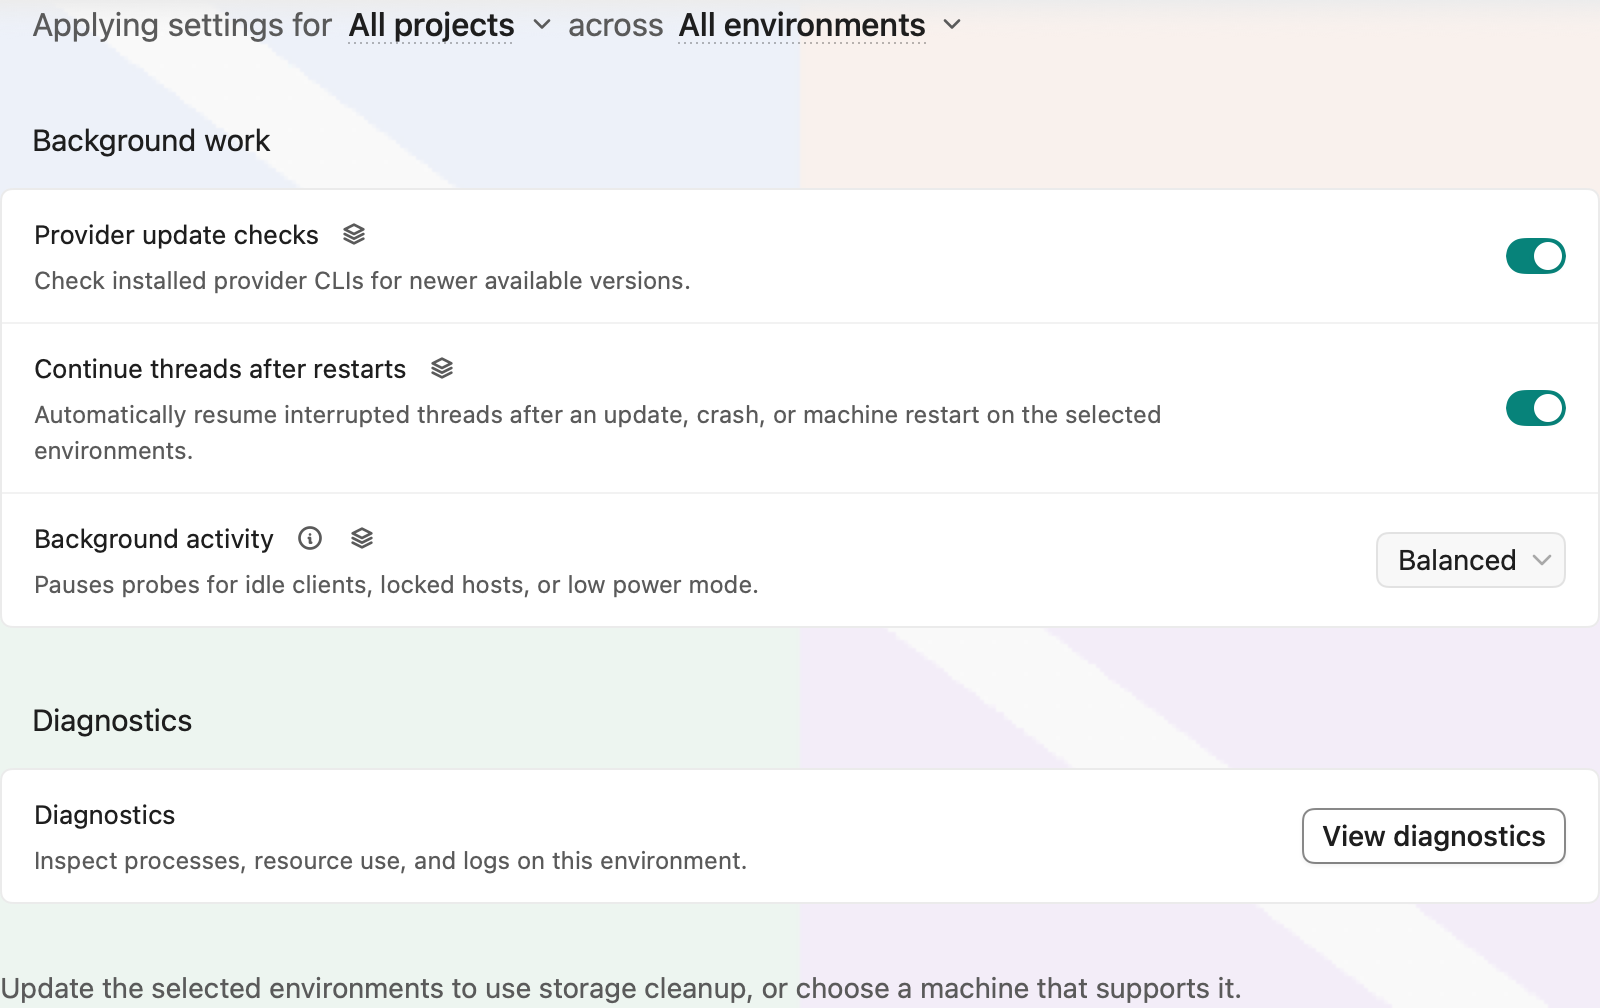 Applying settings for All projects across All environments
Background work
Provider update checks
Check installed provider CLIs for newer available versions.
Continue threads after restarts
Automatically resume interrupted threads after an update, crash, or machine restart on the selected
environments.
Background activity
Pauses probes for idle clients, locked hosts, or low power mode.
Balanced
Diagnostics
Diagnostics
Inspect processes, resource use, and logs on this environment.
View diagnostics
Update the selected environments to use storage cleanup, or choose a machine that supports it.